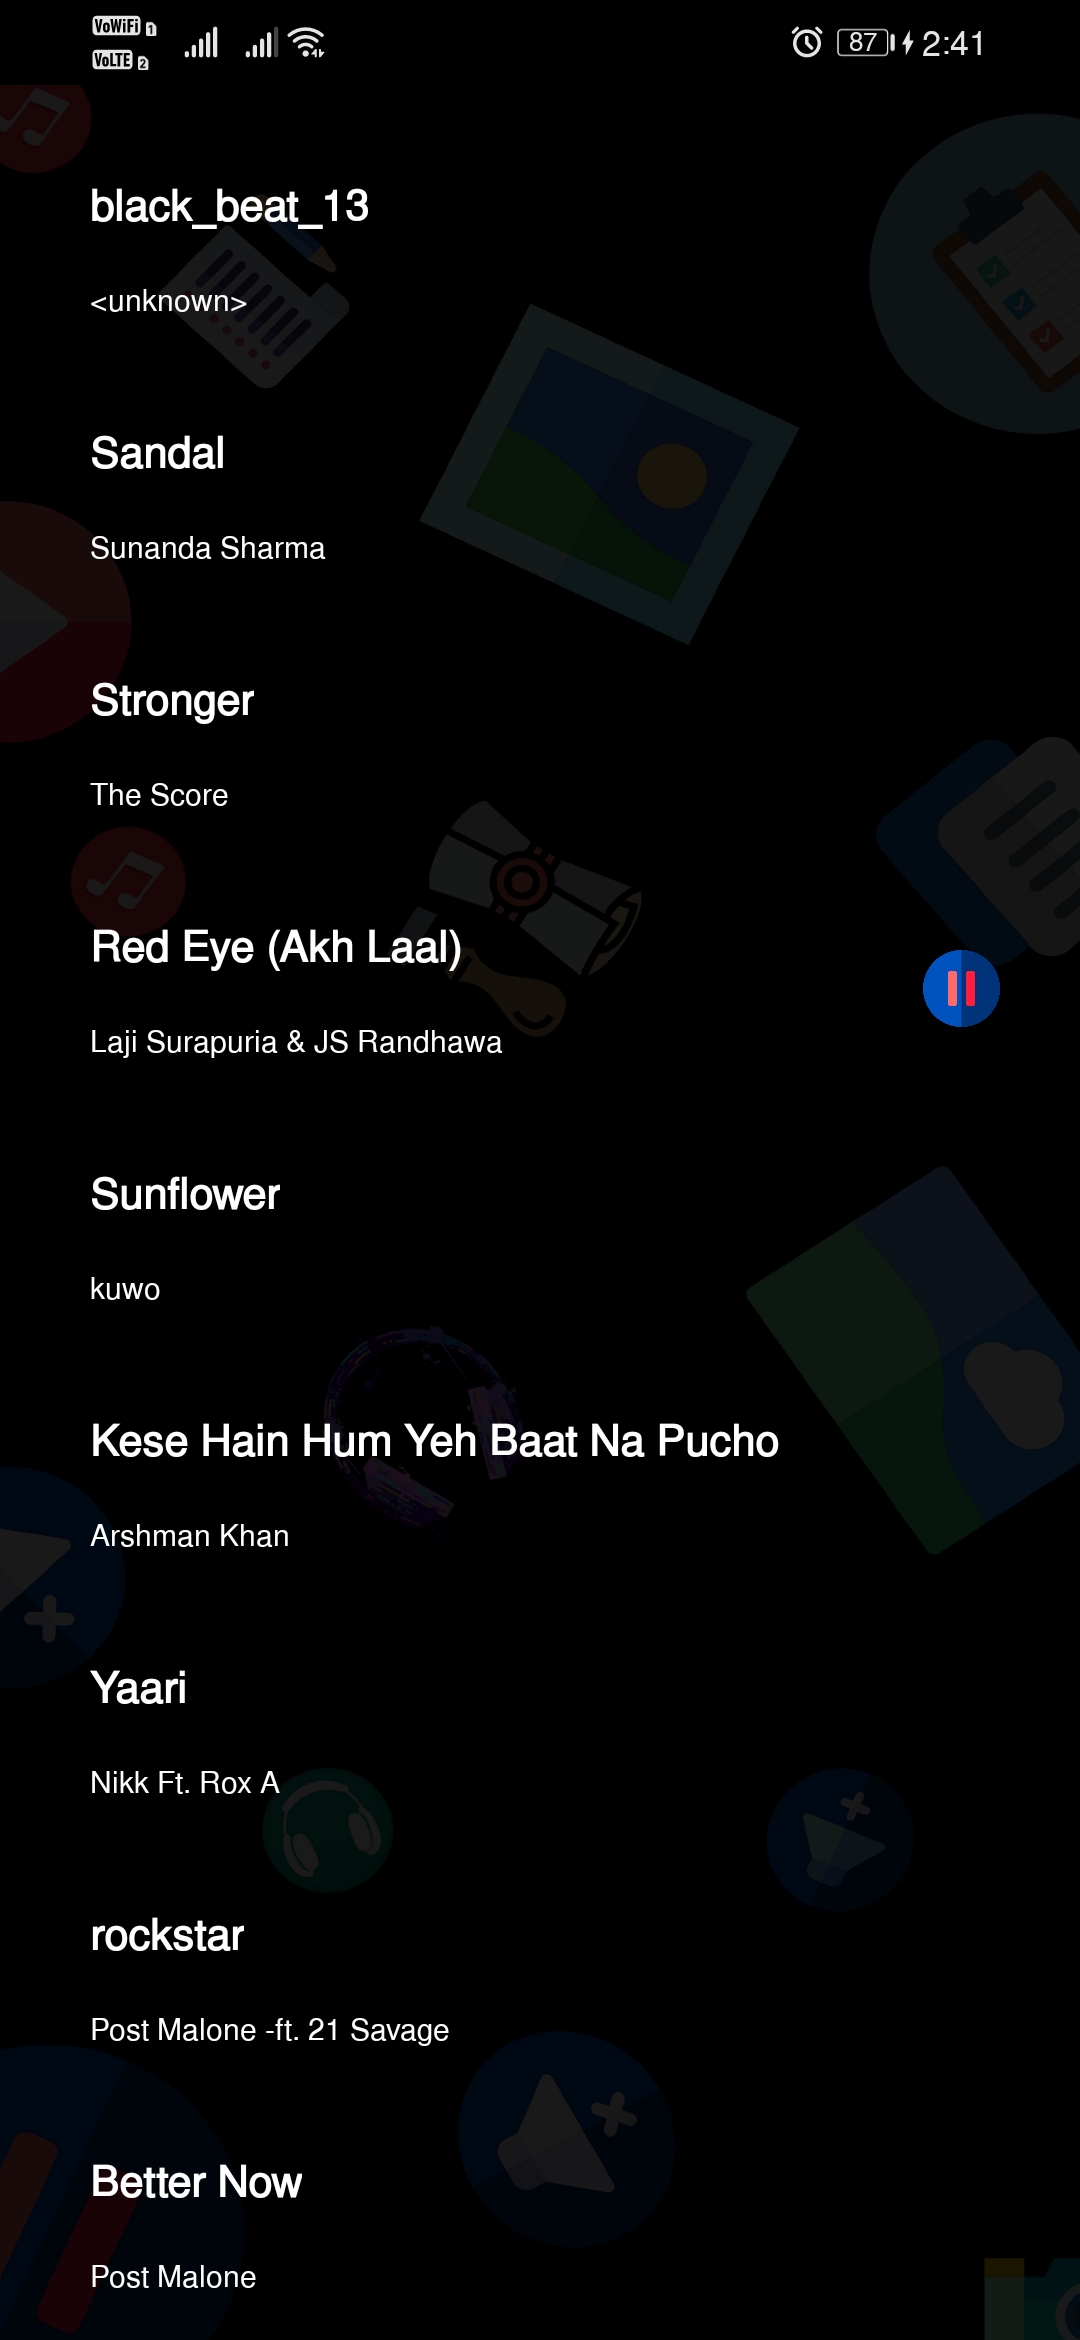 VoWiFi 1
VoLTE 2
87 2:41
black_beat_13
<unknown>
Sandal
Sunanda Sharma
Stronger
The Score
Red Eye (Akh Laal)
Laji Surapuria & JS Randhawa
Sunflower
kuwo
Kese Hain Hum Yeh Baat Na Pucho
Arshman Khan
Yaari
Nikk Ft. Rox A
rockstar
Post Malone -ft. 21 Savage
Better Now
Post Malone